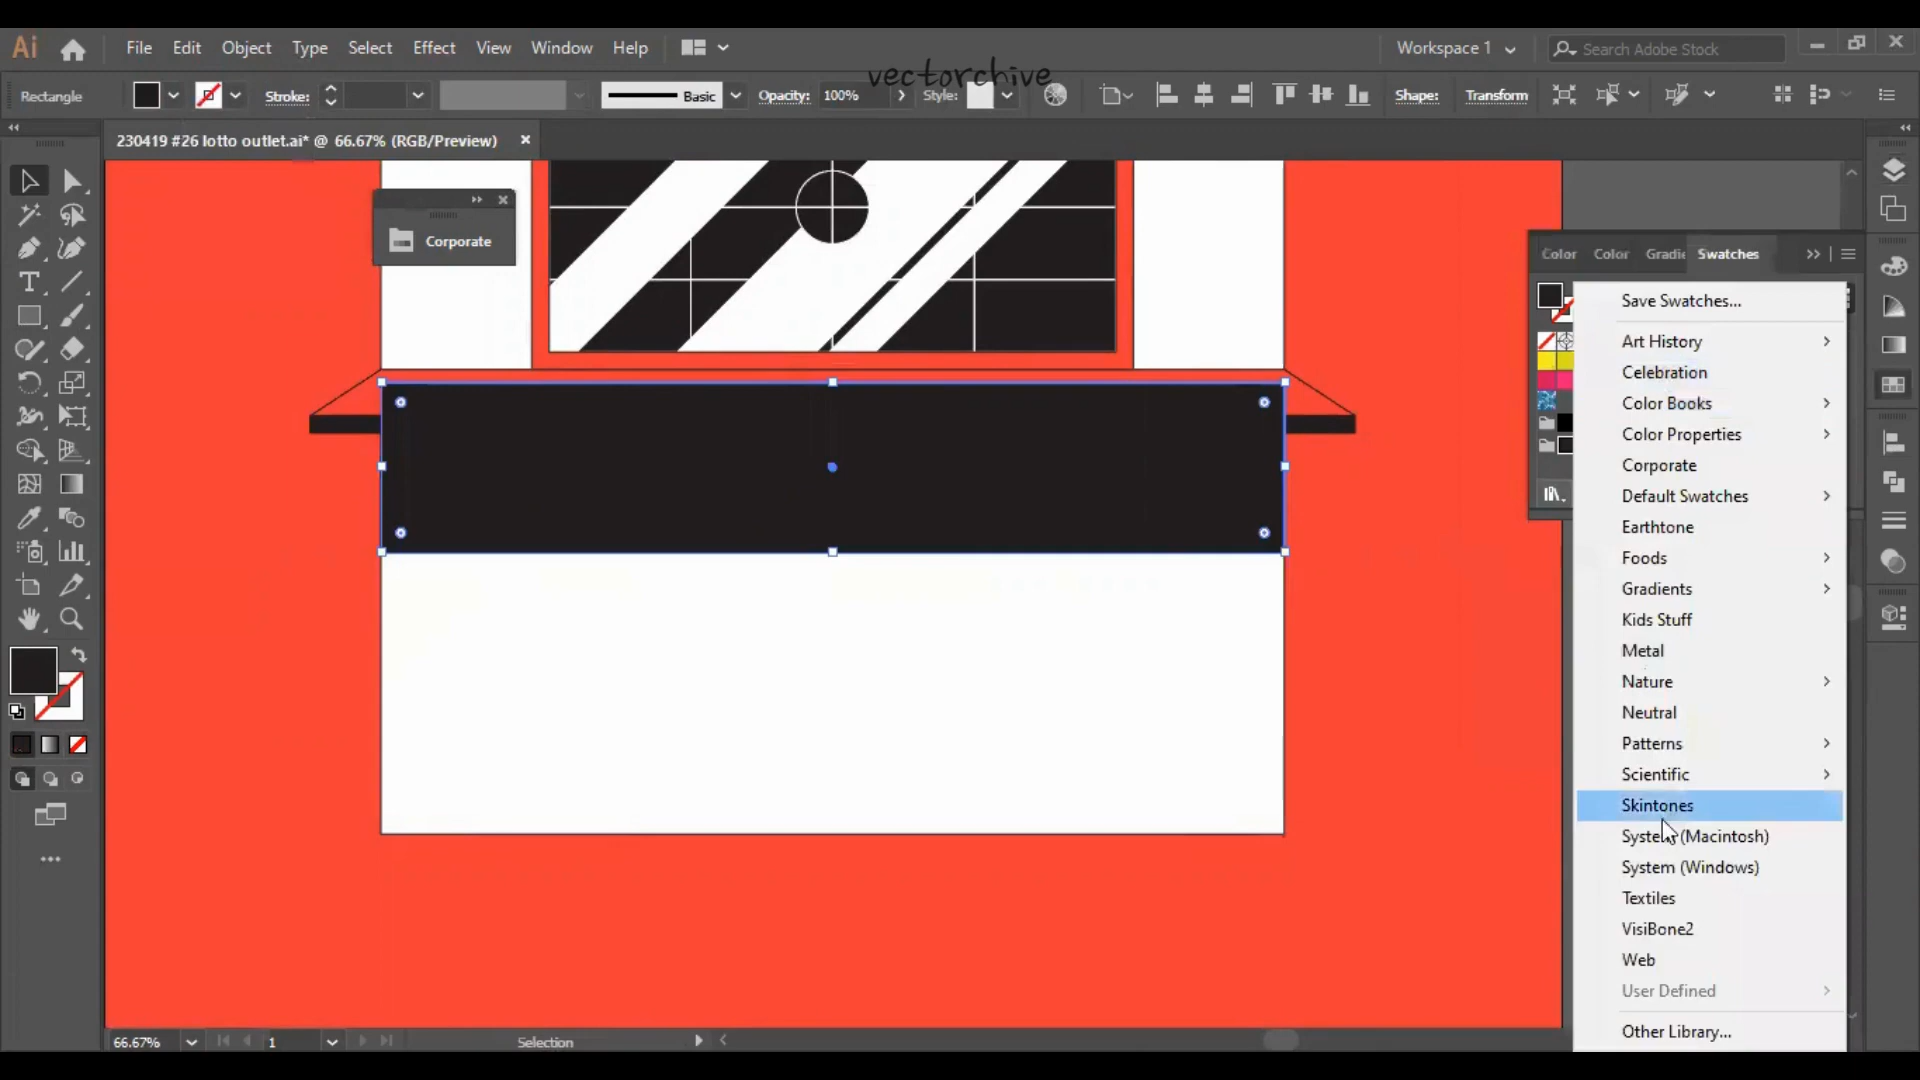 Ai File Edit Object Type Select Effect View Window Help Workspace 1 Search Adobe Stock
vectorchive
Rectangle Stroke: Basic Opacity: 100% Style: Shape: Transform
230419 #26 lotto outlet.ai* @ 66.67% (RGB/Preview)
Corporate
Color Color Gradie Swatches
Save Swatches...
Art History
Celebration
Color Books
Color Properties
Corporate
Default Swatches
Earthtone
Foods
Gradients
Kids Stuff
Metal
Nature
Neutral
Patterns
Scientific
Skintones
System (Macintosh)
System (Windows)
Textiles
VisiBone2
Web
User Defined
Other Library...
66.67% 1 Selection